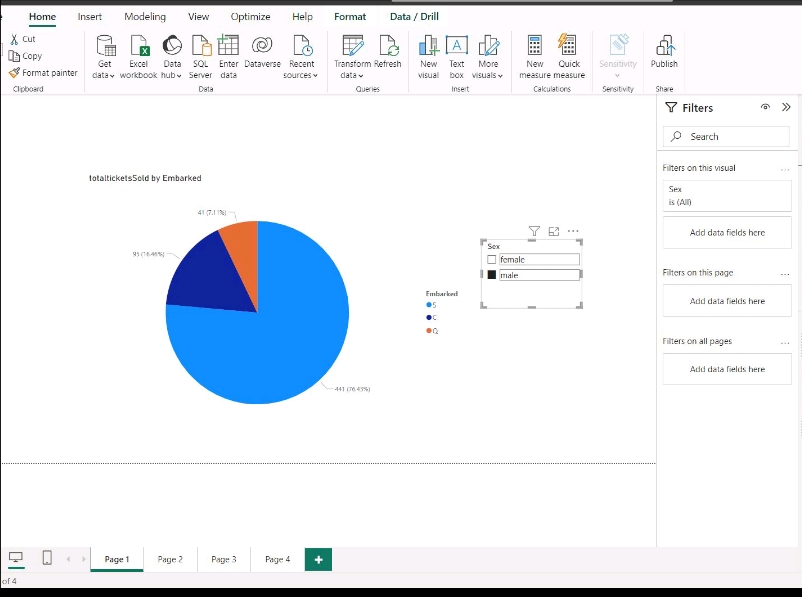 Home Insert Modeling View Optimize Help Format Data / Drill
Cut
Copy
Format painter
Clipboard
Get data
Excel workbook
Data hub
SQL Server
Enter data
Dataverse
Recent sources
Data
Transform data
Refresh
Queries
New visual
Text box
More visuals
Insert
New measure
Quick measure
Calculations
Sensitivity
Sensitivity
Publish
Share
totalticketsSold by Embarked
41 (7.11%)
95 (16.46%)
441 (76.43%)
Embarked
S
C
Q
Sex
female
male
Filters
Search
Filters on this visual
Sex
is (All)
Add data fields here
Filters on this page
Add data fields here
Filters on all pages
Add data fields here
Page 1 Page 2 Page 3 Page 4
of 4